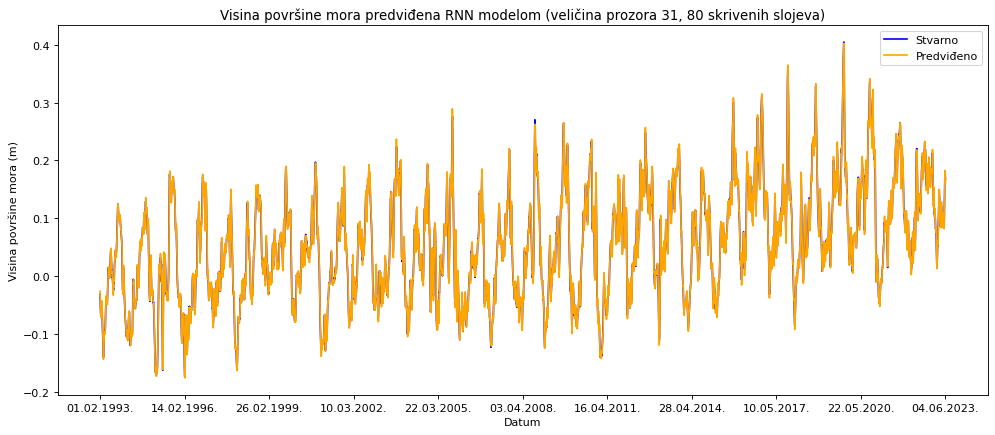 Visina površine mora predviđena RNN modelom (veličina prozora 31, 80 skrivenih slojeva)
Stvarno
Predviđeno
Visina površine mora (m)
0.4
0.3
0.2
0.1
0.0
−0.1
−0.2
01.02.1993. 14.02.1996. 26.02.1999. 10.03.2002. 22.03.2005. 03.04.2008. 16.04.2011. 28.04.2014. 10.05.2017. 22.05.2020. 04.06.2023.
Datum